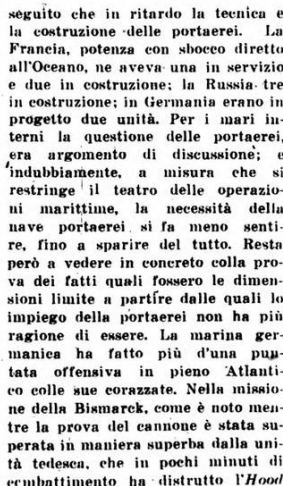 seguito che in ritardo la tecnica e
la costruzione delle portaerei. La
Francia, potenza con sbocco diretto
all'Oceano, ne aveva una in servizio
e due in costruzione; la Russia tre
in costruzione; in Germania erano in
progetto due unità. Per i mari in-
terni la questione delle portaerei,
era argomento di discussione; e
indubbiamente, a misura che si
restringe il teatro delle operazio-
ni marittime, la necessità della
nave portaerei si fa meno senti-
re, fino a sparire del tutto. Resta
però a vedere in concreto colla pro-
va dei fatti quali fossero le dimen-
sioni limite a partire dalle quali lo
impiego della portaerei non ha più
ragione di essere. La marina ger-
manica ha fatto più d'una pun-
tata offensiva in pieno Atlanti-
co colle sue corazzate. Nella missio-
ne della Bismarck, come è noto men-
tre la prova del cannone è stata su-
perata in maniera superba dalla uni-
tà tedesca, che in pochi minuti di
combattimento ha distrutto l'Hood